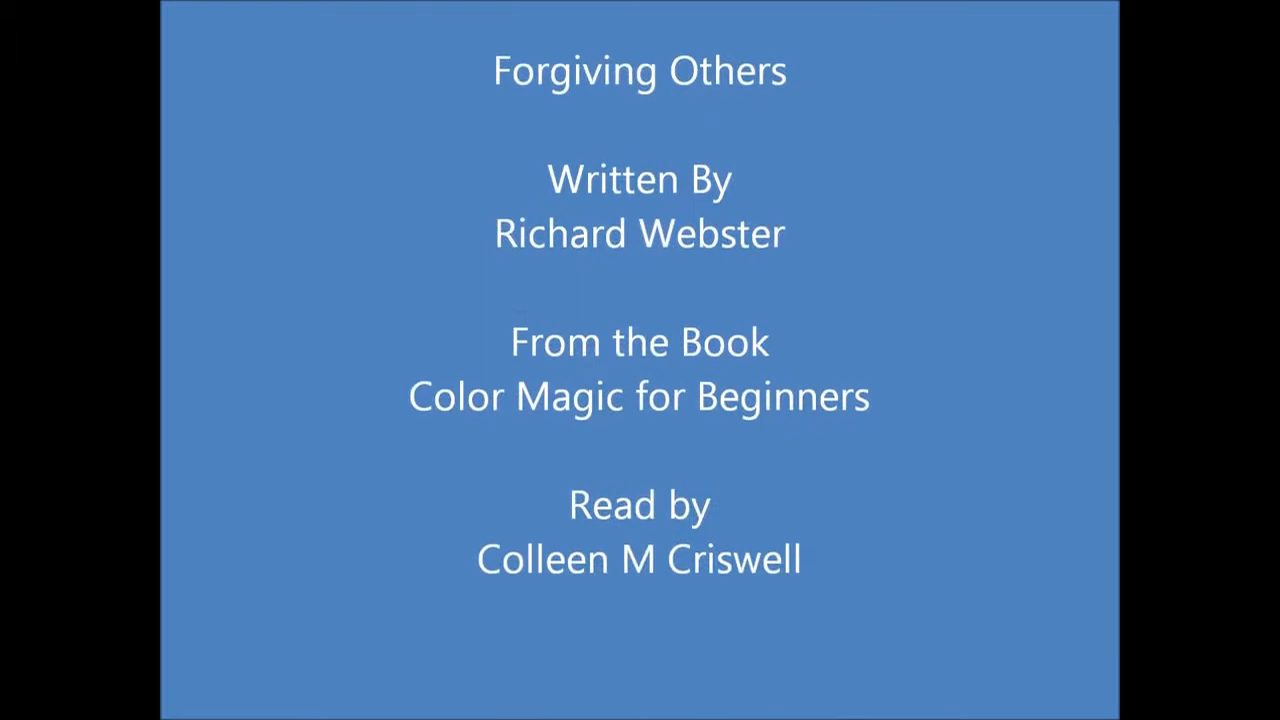 Forgiving Others
Written By
Richard Webster
From the Book
Color Magic for Beginners
Read by
Colleen M Criswell